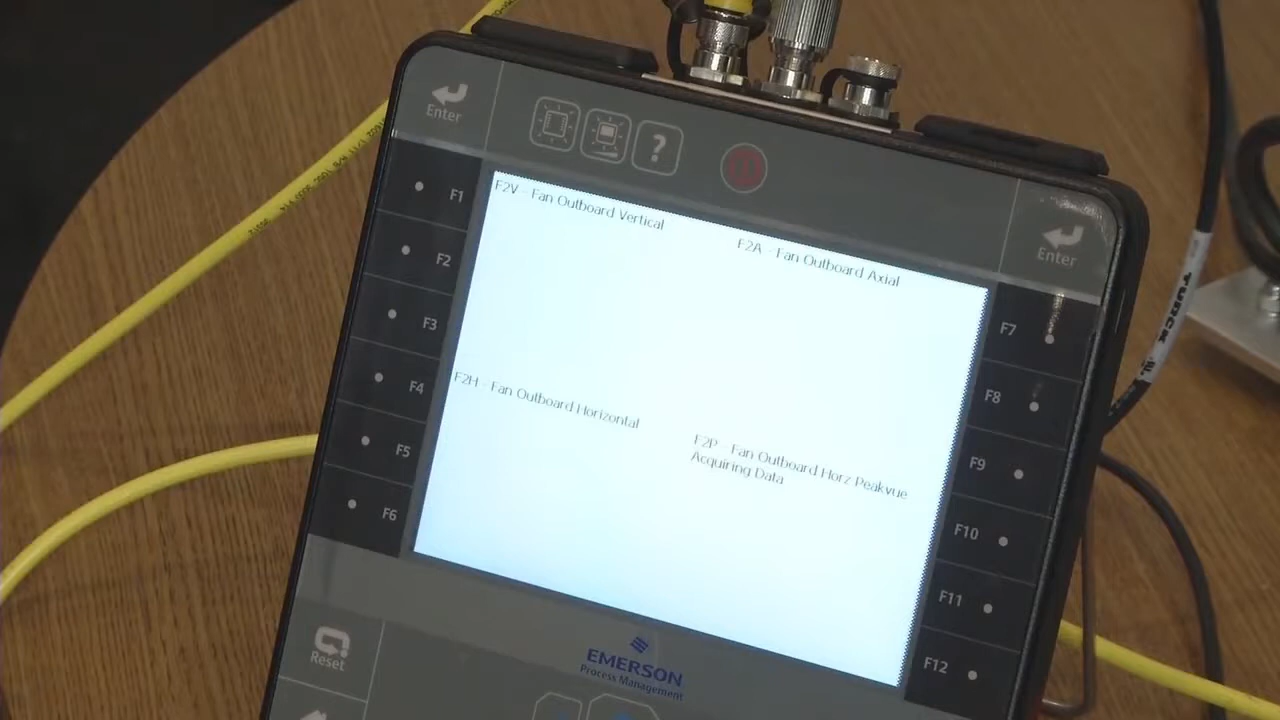 Enter
?
F1
F2
F3
F4
F5
F6
F2V - Fan Outboard Vertical
F2A - Fan Outboard Axial
F2H - Fan Outboard Horizontal
F2P - Fan Outboard Horz Peakvue
Acquiring Data
Enter
F7
F8
F9
F10
F11
F12
Reset
EMERSON
Process Management
TURCK